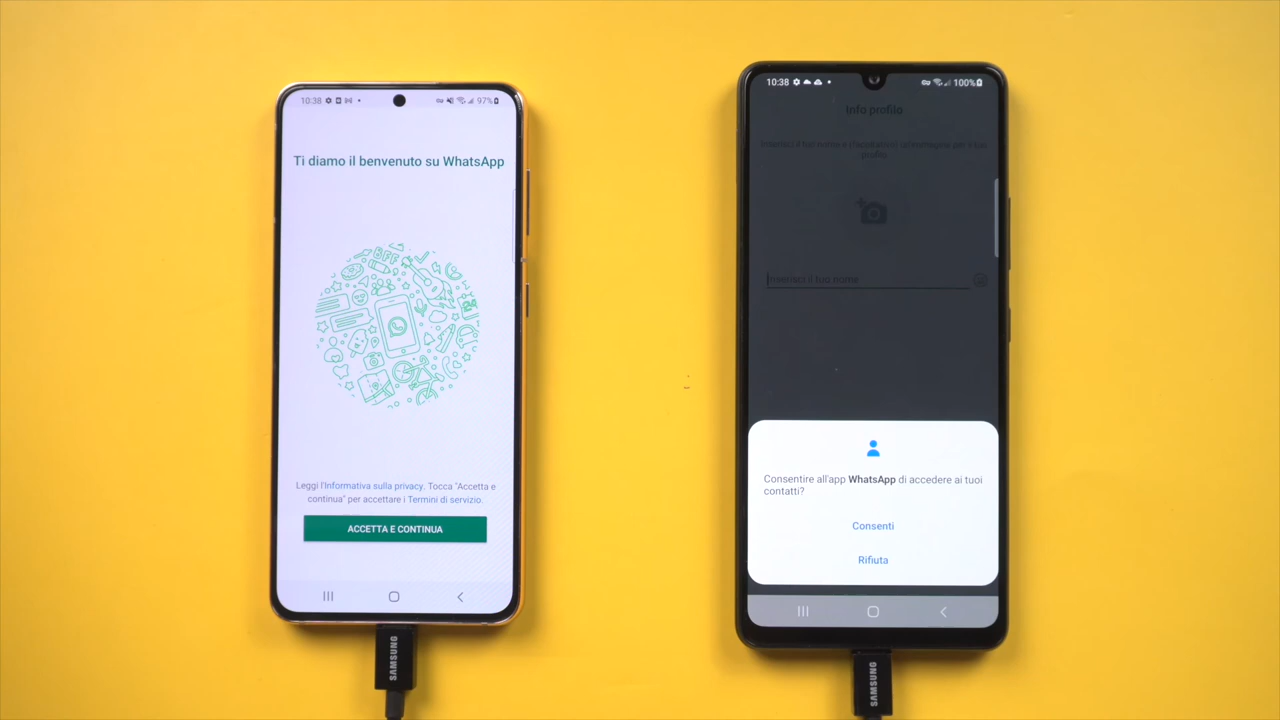 10:38
97%
Ti diamo il benvenuto su WhatsApp
Leggi l'Informativa sulla privacy. Tocca "Accetta e
continua" per accettare i Termini di servizio.
ACCETTA E CONTINUA
SAMSUNG
10:38
100%
Info profilo
Inserisci il tuo nome
Consentire all'app WhatsApp di accedere ai tuoi
contatti?
Consenti
Rifiuta
SAMSUNG